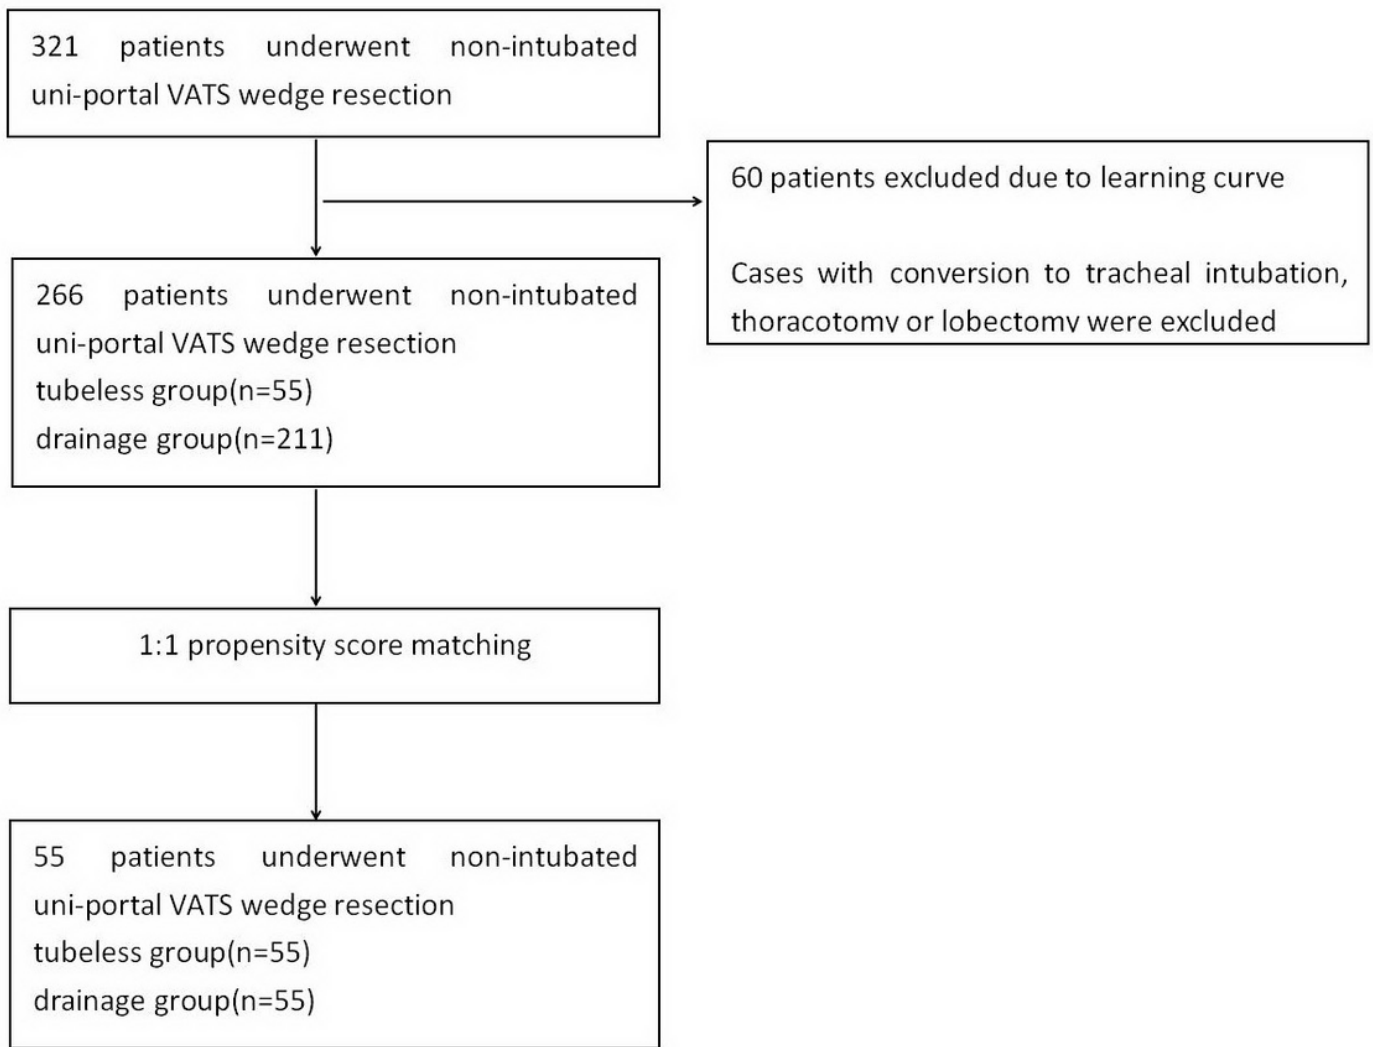 321 patients underwent non-intubated
uni-portal VATS wedge resection
60 patients excluded due to learning curve
Cases with conversion to tracheal intubation,
thoracotomy or lobectomy were excluded
266 patients underwent non-intubated
uni-portal VATS wedge resection
tubeless group(n=55)
drainage group(n=211)
1:1 propensity score matching
55 patients underwent non-intubated
uni-portal VATS wedge resection
tubeless group(n=55)
drainage group(n=55)